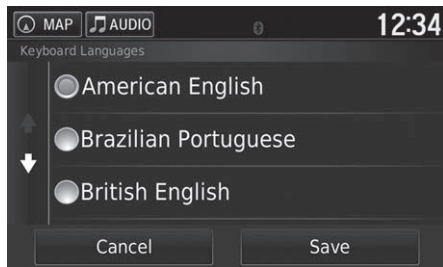 MAP AUDIO 12:34
Keyboard Languages
American English
Brazilian Portuguese
British English
Cancel Save